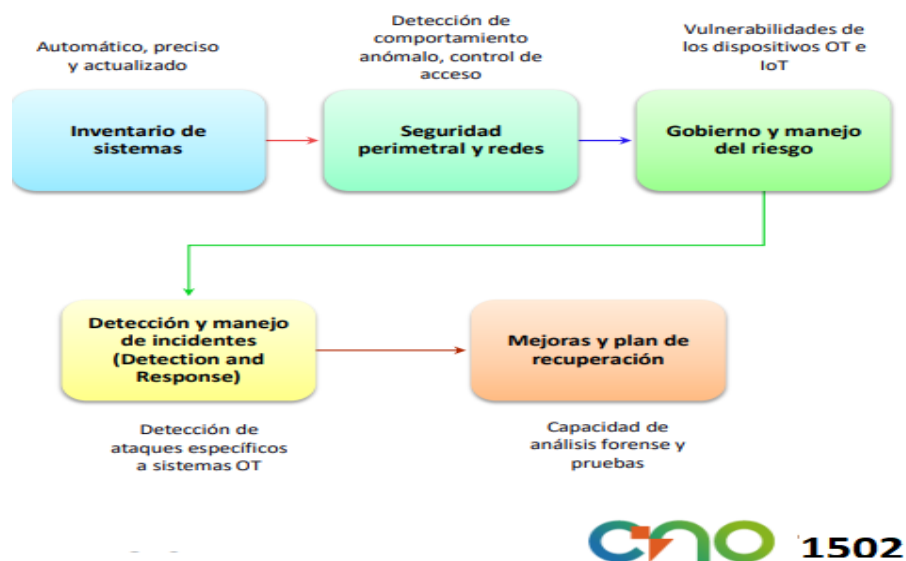 Automático, preciso
y actualizado
Detección de
comportamiento
anómalo, control de
acceso
Vulnerabilidades de
los dispositivos OT e
IoT
Inventario de
sistemas
Seguridad
perimetral y redes
Gobierno y manejo
del riesgo
Detección y manejo
de incidentes
(Detection and
Response)
Mejoras y plan de
recuperación
Detección de
ataques específicos
a sistemas OT
Capacidad de
análisis forense y
pruebas
cno 1502